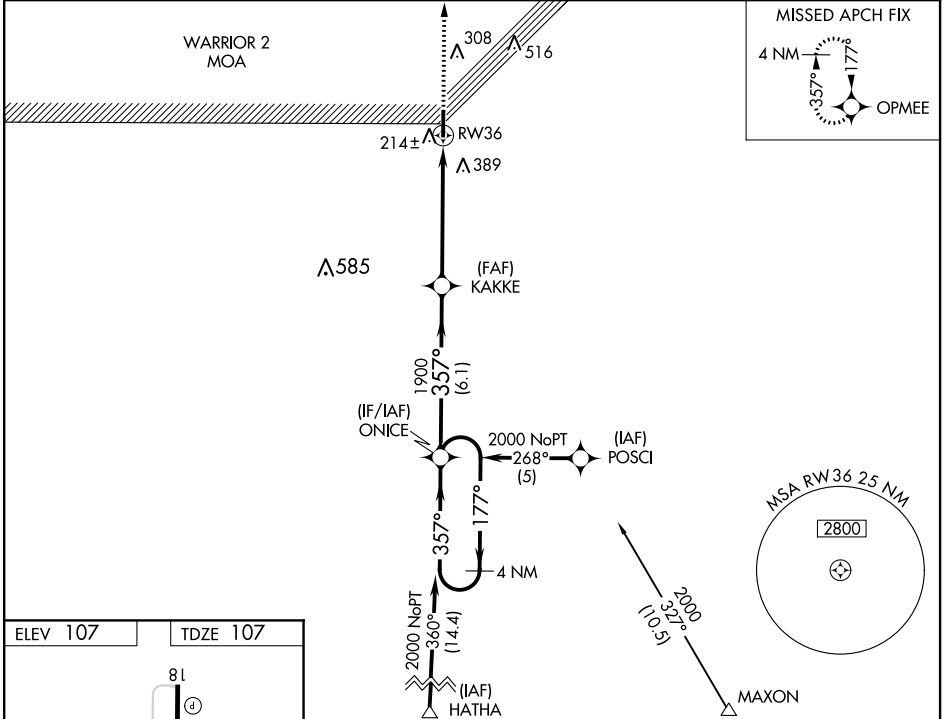 WARRIOR 2
MOA
308
516
MISSED APCH FIX
4 NM
357°
177°
OPMEE
214±
RW36
389
585
(FAF)
KAKKE
1900
357°
(6.1)
(IF/IAF)
ONICE
2000 NoPT
268°
(5)
(IAF)
POSCI
357°
177°
4 NM
MSA RW36 25 NM
2800
2000 NoPT
360°
(14.4)
2000
327°
(10.5)
(IAF)
HATHA
MAXON
ELEV 107
TDZE 107
18
P